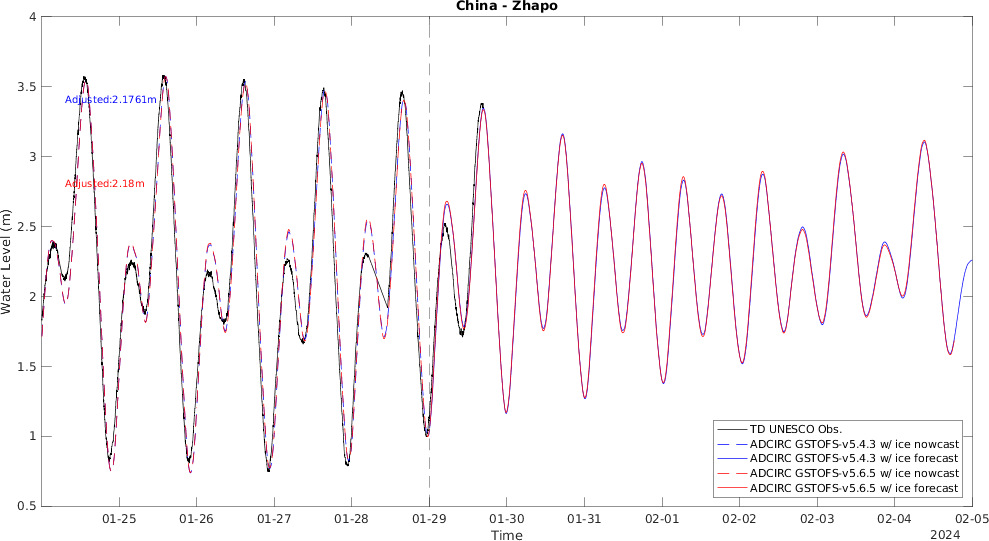 China - Zhapo
4
3.5
3
2.5
2
1.5
1
0.5
Water Level (m)
Adjusted:2.1761m
Adjusted:2.18m
TD UNESCO Obs.
ADCIRC GSTOFS-v5.4.3 w/ ice nowcast
ADCIRC GSTOFS-v5.4.3 w/ ice forecast
ADCIRC GSTOFS-v5.6.5 w/ ice nowcast
ADCIRC GSTOFS-v5.6.5 w/ ice forecast
01-25 01-26 01-27 01-28 01-29 01-30 01-31 02-01 02-02 02-03 02-04 02-05
Time
2024